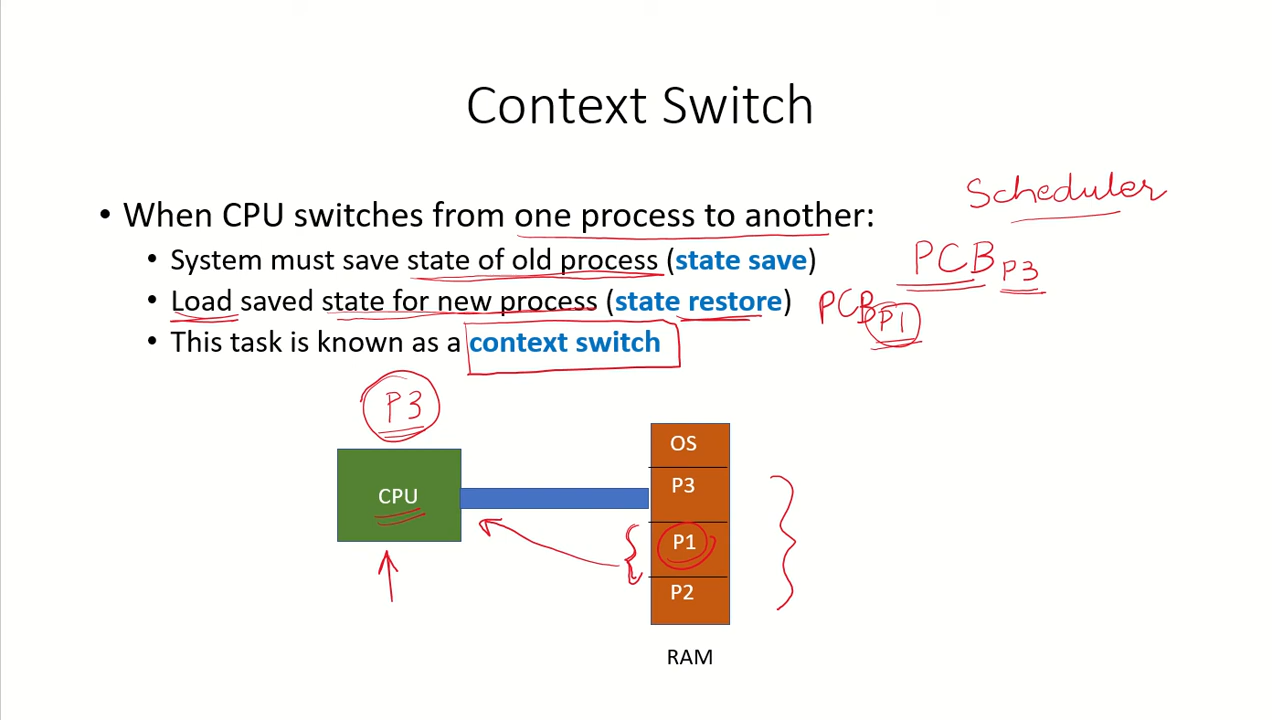 Context Switch
Scheduler
• When CPU switches from one process to another:
• System must save state of old process (state save)
PCB P3
• Load saved state for new process (state restore)
PCB P1
• This task is known as a context switch
P3
OS
P3
CPU
P1
P2
RAM